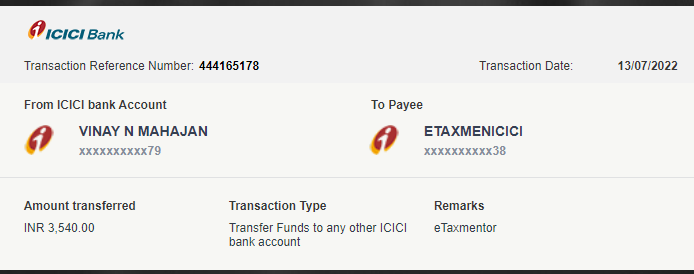 ICICI Bank
Transaction Reference Number: 444165178 Transaction Date: 13/07/2022
From ICICI bank Account To Payee
VINAY N MAHAJAN ETAXMENICICI
xxxxxxxxxx79 xxxxxxxxxx38
Amount transferred Transaction Type Remarks
INR 3,540.00 Transfer Funds to any other ICICI eTaxmentor
bank account